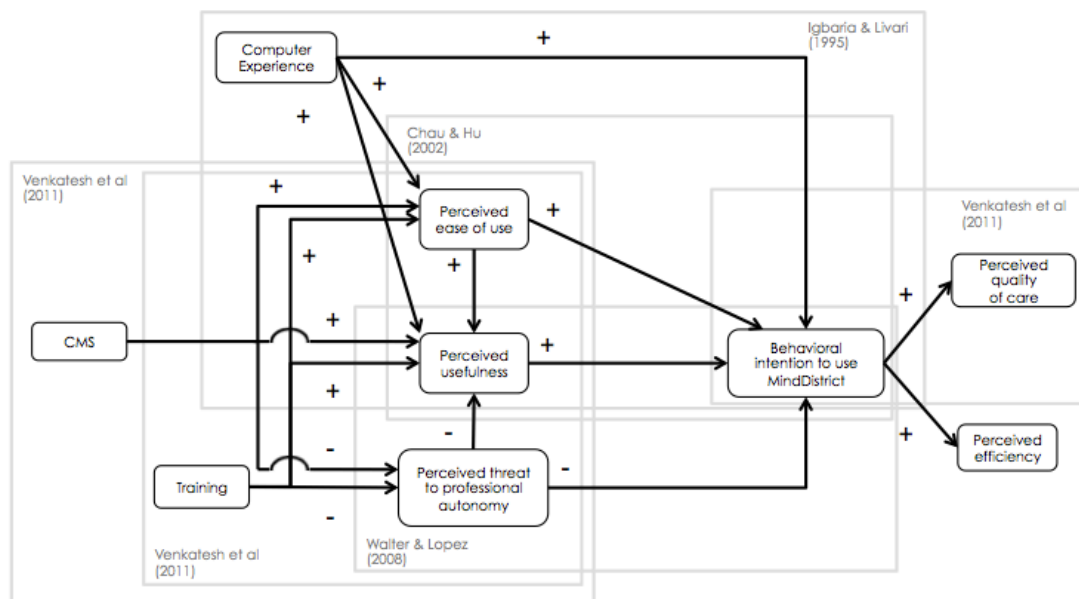 Igbaria & Livari
(1995)
Computer
Experience
+
+
+
Chau & Hu
(2002)
Venkatesh et al
(2011)
+
Perceived
ease of use
+
Venkatesh et al
(2011)
+
+
Perceived
quality
of care
+
+
CMS
Perceived
usefulness
+
Behavioral
intention to use
MindDistrict
+
-
-
-
+
Perceived
efficiency
Training
Perceived threat
to professional
autonomy
-
Walter & Lopez
(2008)
Venkatesh et al
(2011)